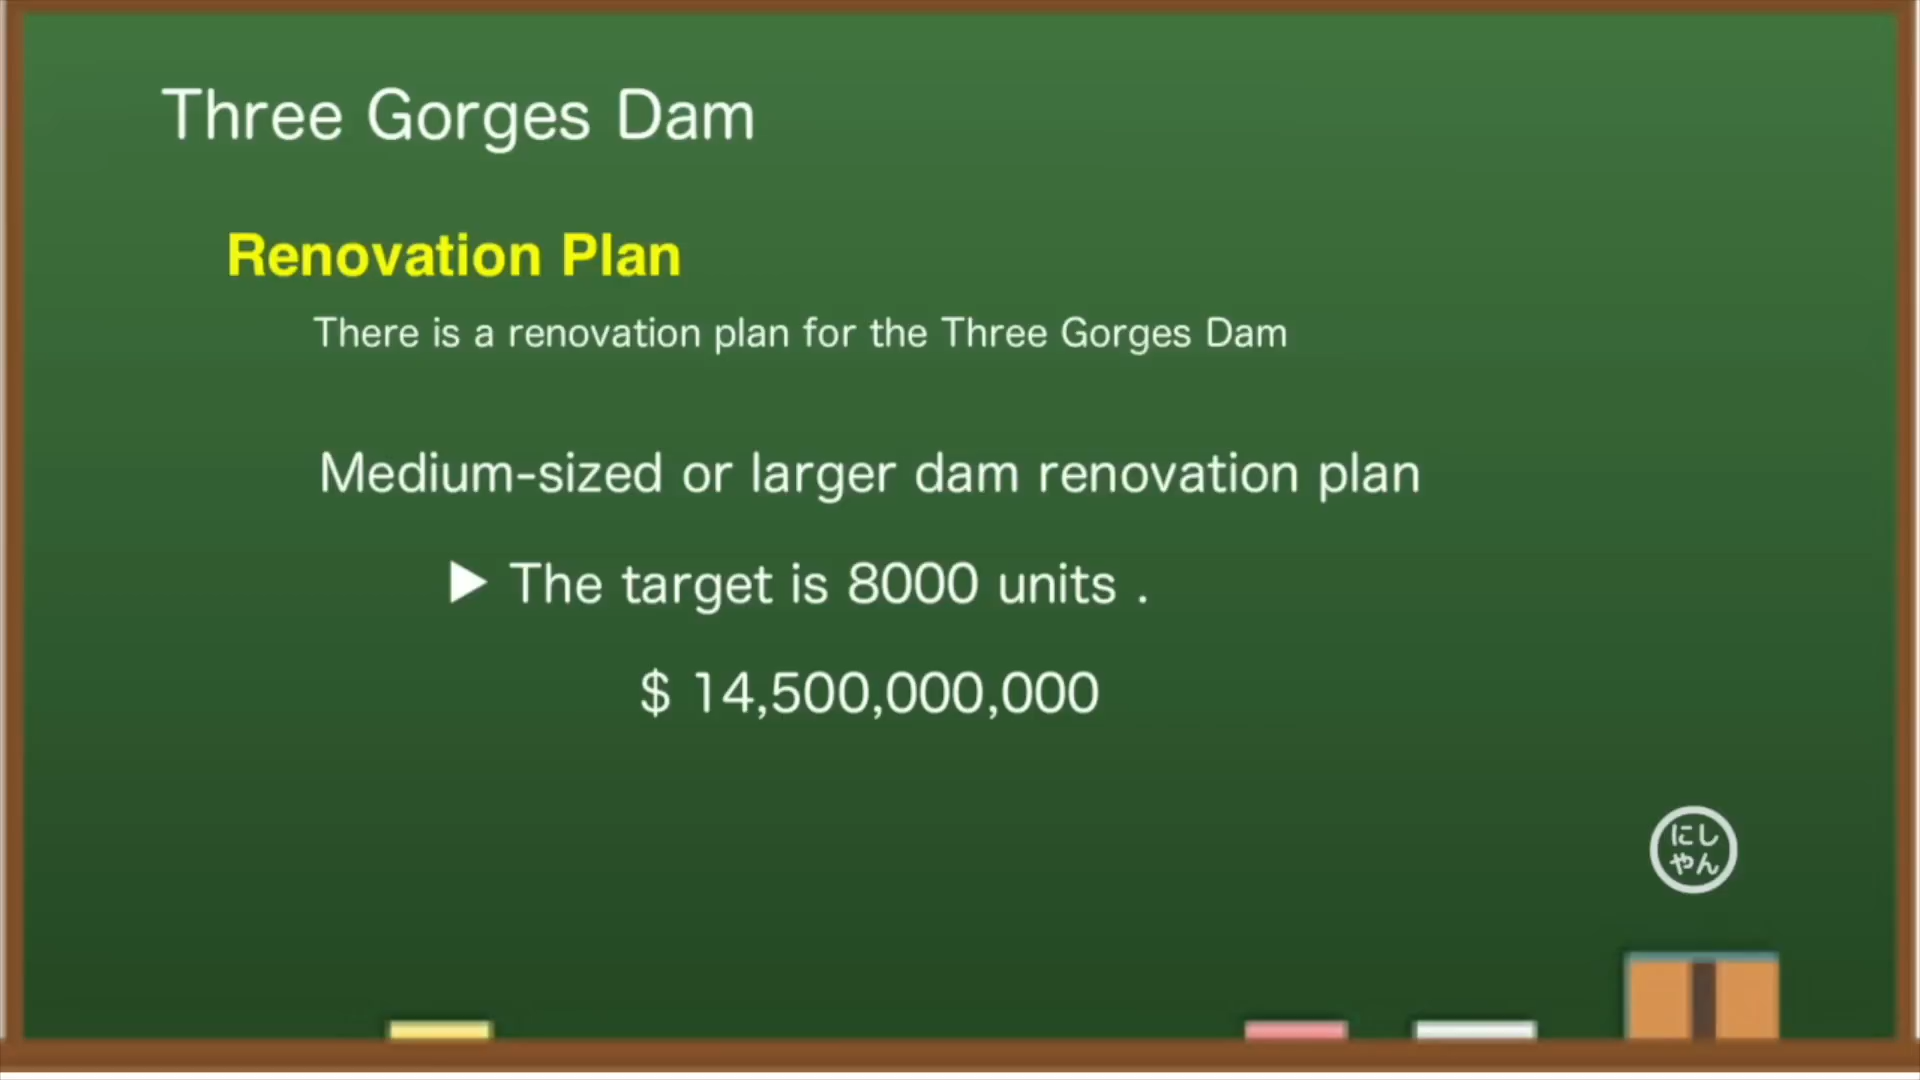 Three Gorges Dam
Renovation Plan
There is a renovation plan for the Three Gorges Dam
Medium-sized or larger dam renovation plan
▶ The target is 8000 units .
$ 14,500,000,000
にし
やん